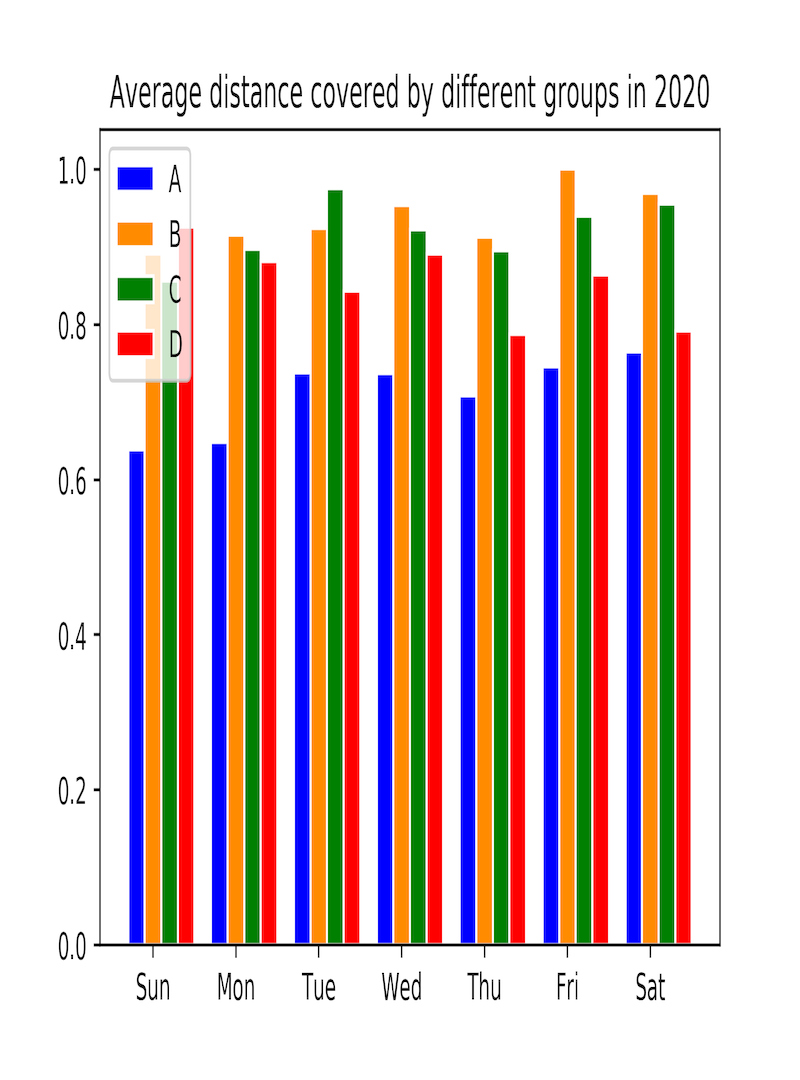 Average distance covered by different groups in 2020
1.0
0.8
0.6
0.4
0.2
0.0
A
B
C
D
Sun Mon Tue Wed Thu Fri Sat